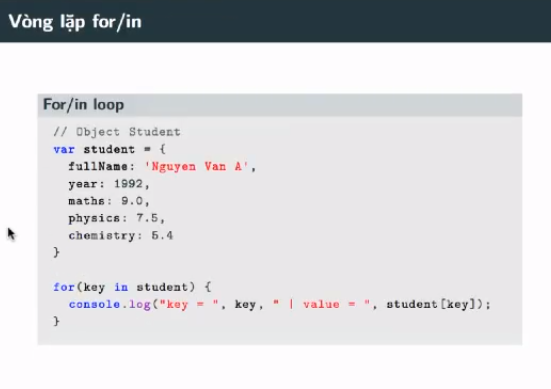 Vòng lặp for/in
For/in loop
// Object Student
var student = {
fullName: 'Nguyen Van A',
year: 1992,
maths: 9.0,
physics: 7.5,
chemistry: 5.4
}
for(key in student) {
console.log("key = ", key, " | value = ", student[key]);
}